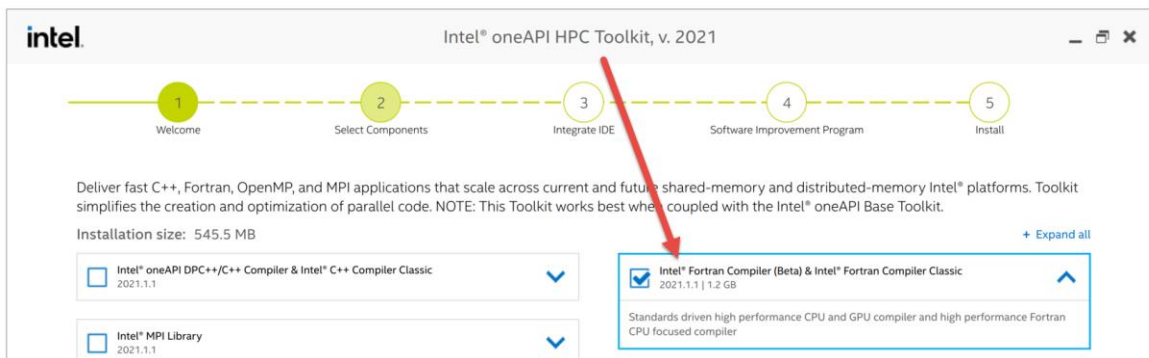 intel.
Intel® oneAPI HPC Toolkit, v. 2021
1
2
3
4
5
Welcome
Select Components
Integrate IDE
Software Improvement Program
Install
Deliver fast C++, Fortran, OpenMP, and MPI applications that scale across current and future shared-memory and distributed-memory Intel® platforms. Toolkit
simplifies the creation and optimization of parallel code. NOTE: This Toolkit works best when coupled with the Intel® oneAPI Base Toolkit.
Installation size: 545.5 MB
+ Expand all
Intel® oneAPI DPC++/C++ Compiler & Intel® C++ Compiler Classic
2021.1.1
Intel® Fortran Compiler (Beta) & Intel® Fortran Compiler Classic
2021.1.1 | 1.2 GB
Standards driven high performance CPU and GPU compiler and high performance Fortran
CPU focused compiler
Intel® MPI Library
2021.1.1